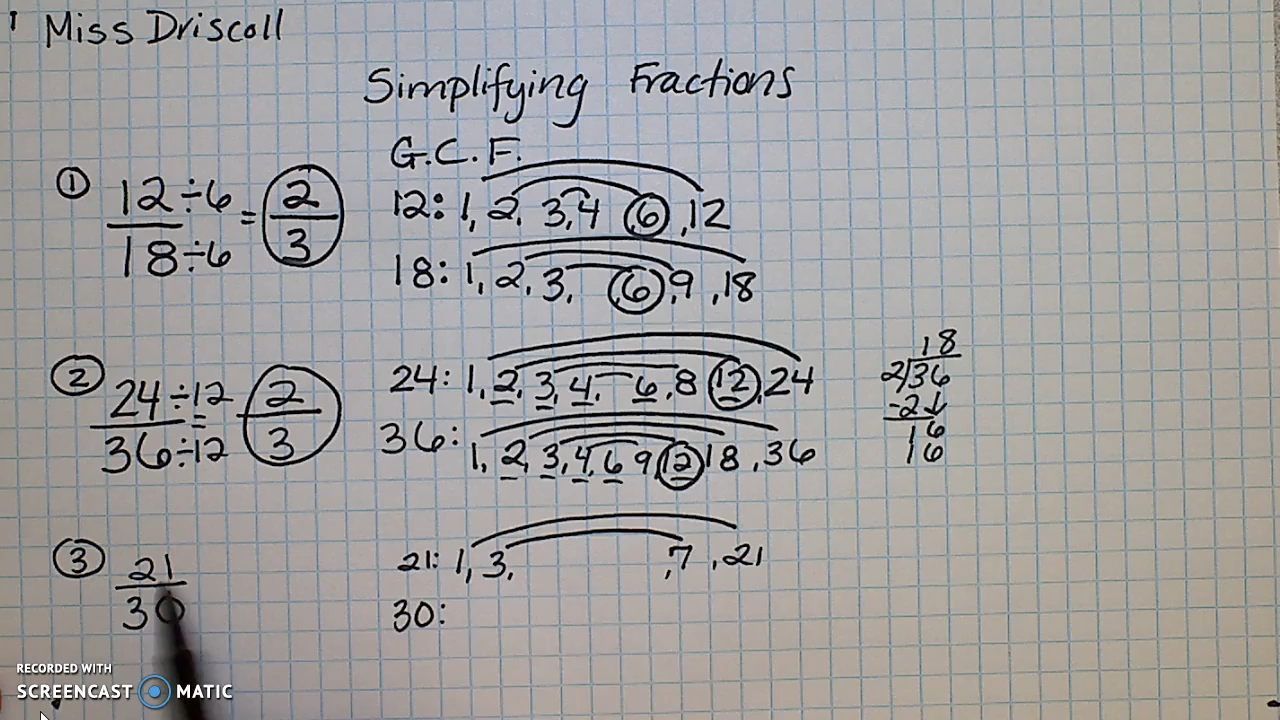 Miss Driscoll
Simplifying Fractions
G.C.F.
① 12÷6 / 18÷6 = 2/3
12: 1, 2, 3, 4 6, 12
18: 1, 2, 3, 6, 9, 18
② 24÷12 / 36÷12 = 2/3
24: 1, 2, 3, 4, 6, 8 12, 24
36: 1, 2, 3, 4, 6 9 12 18, 36
18
2)36
-2↓
16
16
③ 21/30
21: 1, 3, , 7, 21
30:
RECORDED WITH
SCREENCAST MATIC